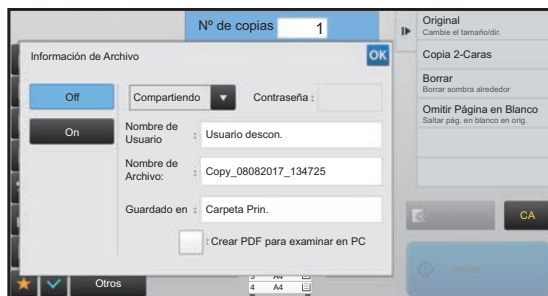 Nº de copias 1
Original
Cambie el tamaño/dir.
Información de Archivo
OK
Copia 2-Caras
Borrar
Borrar sombra alrededor
Off
Compartiendo
Contraseña :
Omitir Página en Blanco
Saltar pág. en blanco en orig.
On
Nombre de
Usuario : Usuario descon.
Nombre de
Archivo: : Copy_08082017_134725
Guardado en : Carpeta Prin.
CA
: Crear PDF para examinar en PC
Otros
3 A4
4 A4